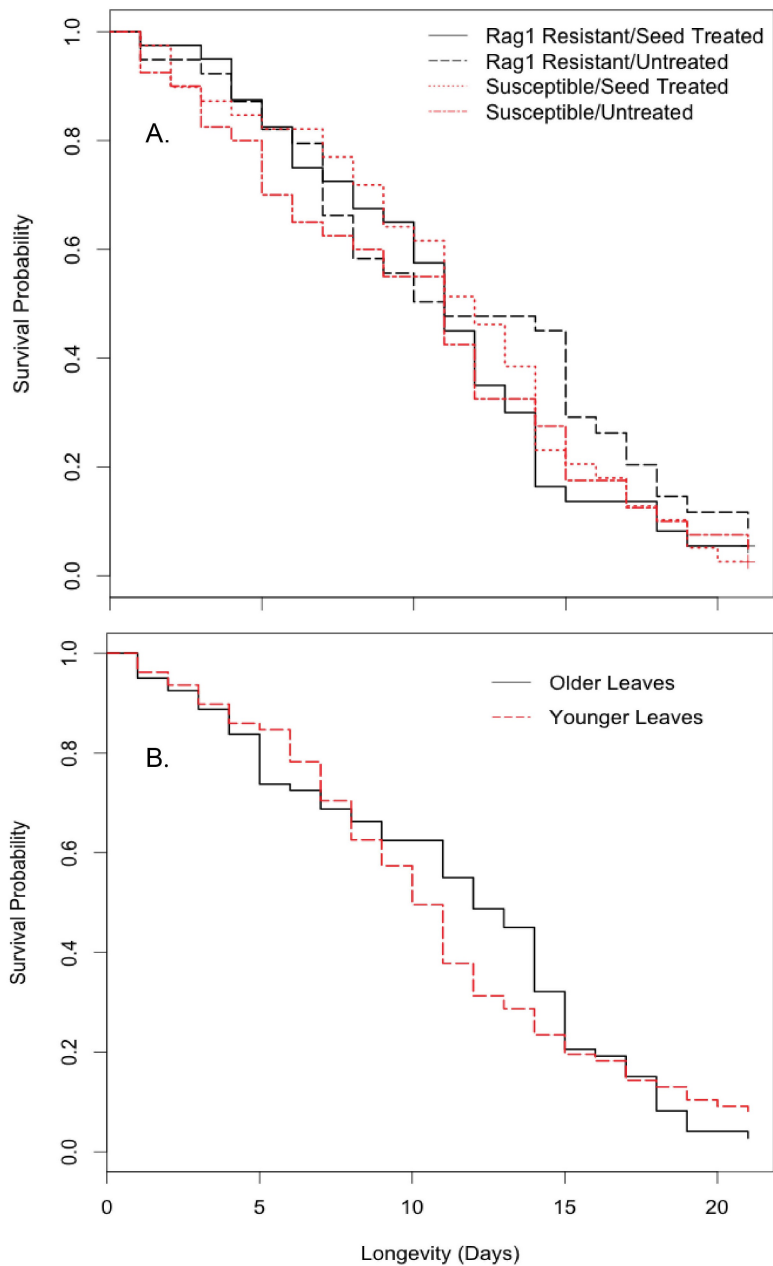 Rag1 Resistant/Seed Treated
Rag1 Resistant/Untreated
Susceptible/Seed Treated
Susceptible/Untreated
A.
Survival Probability
1.0
0.8
0.6
0.4
0.2
0.0
Older Leaves
Younger Leaves
B.
Survival Probability
1.0
0.8
0.6
0.4
0.2
0.0
0 5 10 15 20
Longevity (Days)